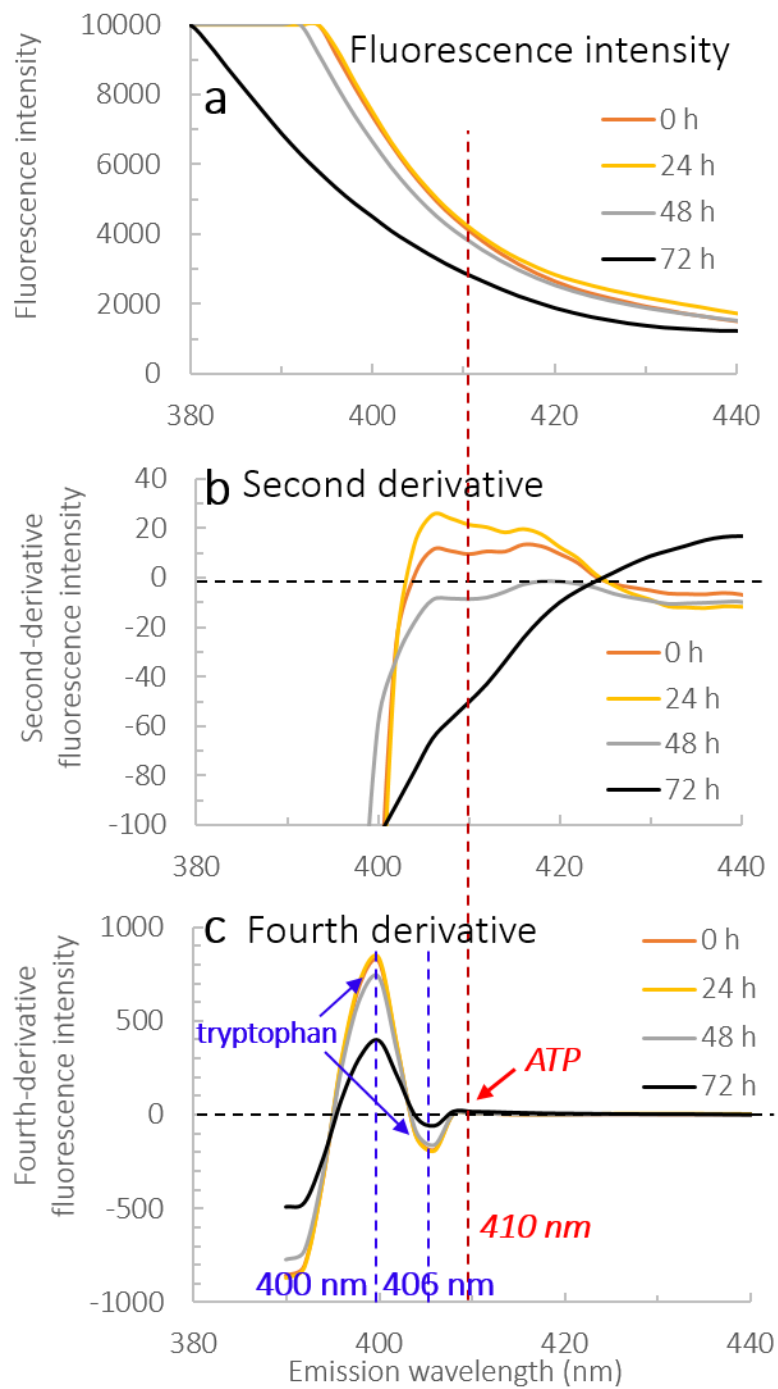 Fluorescence intensity
10000
8000
6000
4000
2000
0
a
Fluorescence intensity
0 h
24 h
48 h
72 h
380
400
420
440
Second-derivative
fluorescence intensity
40
20
0
-20
-40
-60
-80
-100
b Second derivative
0 h
24 h
48 h
72 h
380
400
420
440
Fourth-derivative
fluorescence intensity
1000
500
0
-500
-1000
c Fourth derivative
0 h
24 h
48 h
72 h
tryptophan
ATP
410 nm
400 nm
406 nm
380
400
420
440
Emission wavelength (nm)